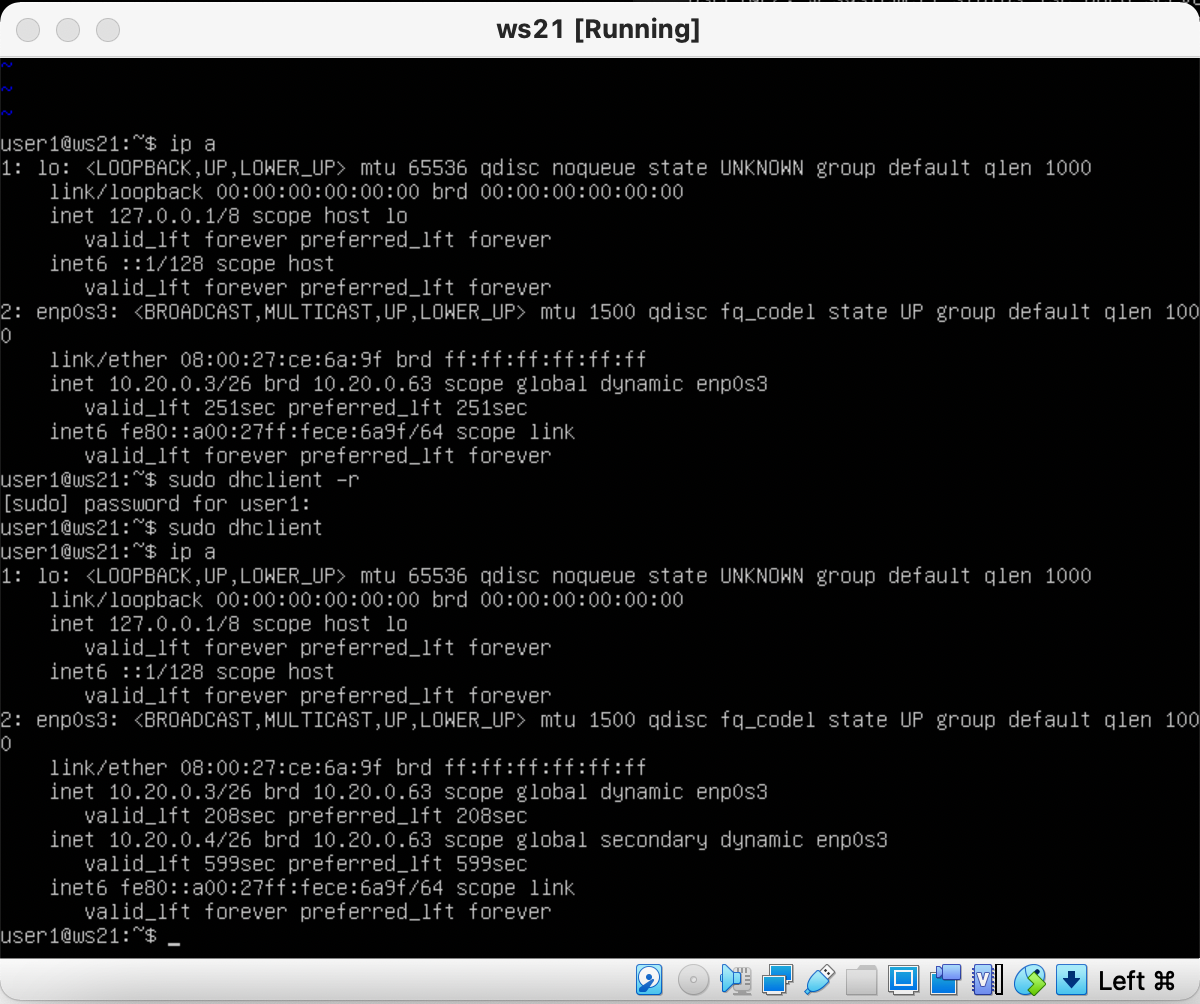 ws21 [Running]
~
~
~
user1@ws21:~$ ip a
1: lo: <LOOPBACK,UP,LOWER_UP> mtu 65536 qdisc noqueue state UNKNOWN group default qlen 1000
    link/loopback 00:00:00:00:00:00 brd 00:00:00:00:00:00
    inet 127.0.0.1/8 scope host lo
       valid_lft forever preferred_lft forever
    inet6 ::1/128 scope host
       valid_lft forever preferred_lft forever
2: enp0s3: <BROADCAST,MULTICAST,UP,LOWER_UP> mtu 1500 qdisc fq_codel state UP group default qlen 100
0
    link/ether 08:00:27:ce:6a:9f brd ff:ff:ff:ff:ff:ff
    inet 10.20.0.3/26 brd 10.20.0.63 scope global dynamic enp0s3
       valid_lft 251sec preferred_lft 251sec
    inet6 fe80::a00:27ff:fece:6a9f/64 scope link
       valid_lft forever preferred_lft forever
user1@ws21:~$ sudo dhclient -r
[sudo] password for user1:
user1@ws21:~$ sudo dhclient
user1@ws21:~$ ip a
1: lo: <LOOPBACK,UP,LOWER_UP> mtu 65536 qdisc noqueue state UNKNOWN group default qlen 1000
    link/loopback 00:00:00:00:00:00 brd 00:00:00:00:00:00
    inet 127.0.0.1/8 scope host lo
       valid_lft forever preferred_lft forever
    inet6 ::1/128 scope host
       valid_lft forever preferred_lft forever
2: enp0s3: <BROADCAST,MULTICAST,UP,LOWER_UP> mtu 1500 qdisc fq_codel state UP group default qlen 100
0
    link/ether 08:00:27:ce:6a:9f brd ff:ff:ff:ff:ff:ff
    inet 10.20.0.3/26 brd 10.20.0.63 scope global dynamic enp0s3
       valid_lft 208sec preferred_lft 208sec
    inet 10.20.0.4/26 brd 10.20.0.63 scope global secondary dynamic enp0s3
       valid_lft 599sec preferred_lft 599sec
    inet6 fe80::a00:27ff:fece:6a9f/64 scope link
       valid_lft forever preferred_lft forever
user1@ws21:~$ _
Left ⌘